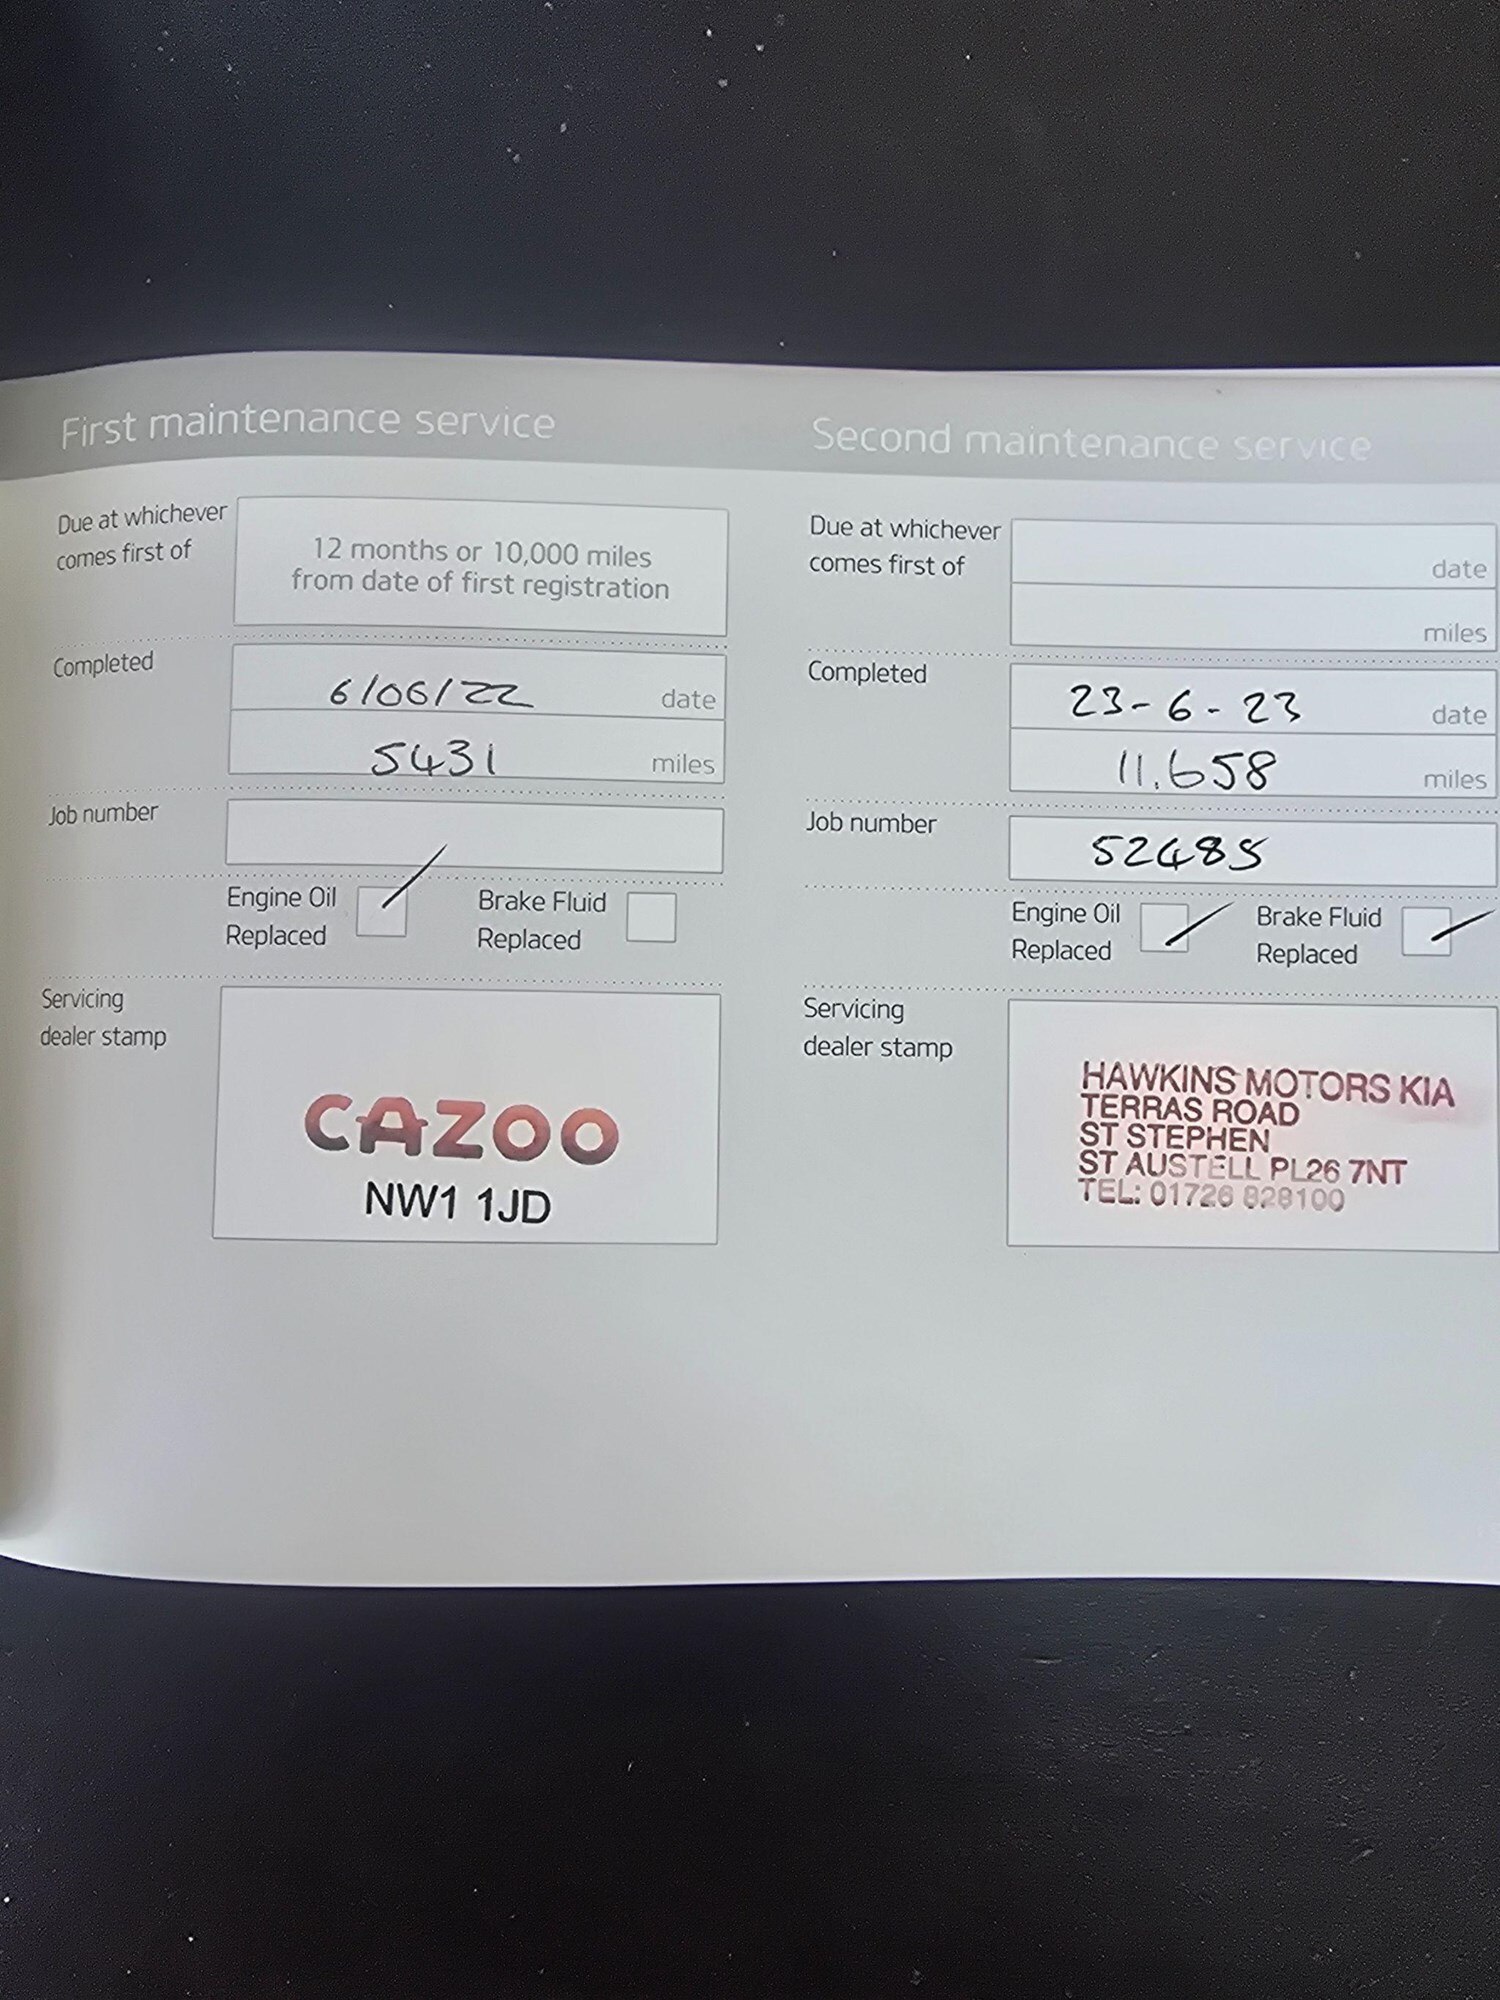 First maintenance service
Due at whichever
comes first of
12 months or 10,000 miles
from date of first registration
Completed
6/06/22 date
5431 miles
Job number
Engine Oil
Replaced
Brake Fluid
Replaced
Servicing
dealer stamp
CAZOO
NW1 1JD
Second maintenance service
Due at whichever
comes first of
date
miles
Completed
23-6-23 date
11.658 miles
Job number
52485
Engine Oil
Replaced
Brake Fluid
Replaced
Servicing
dealer stamp
HAWKINS MOTORS KIA
TERRAS ROAD
ST STEPHEN
ST AUSTELL PL26 7NT
TEL: 01726 828100